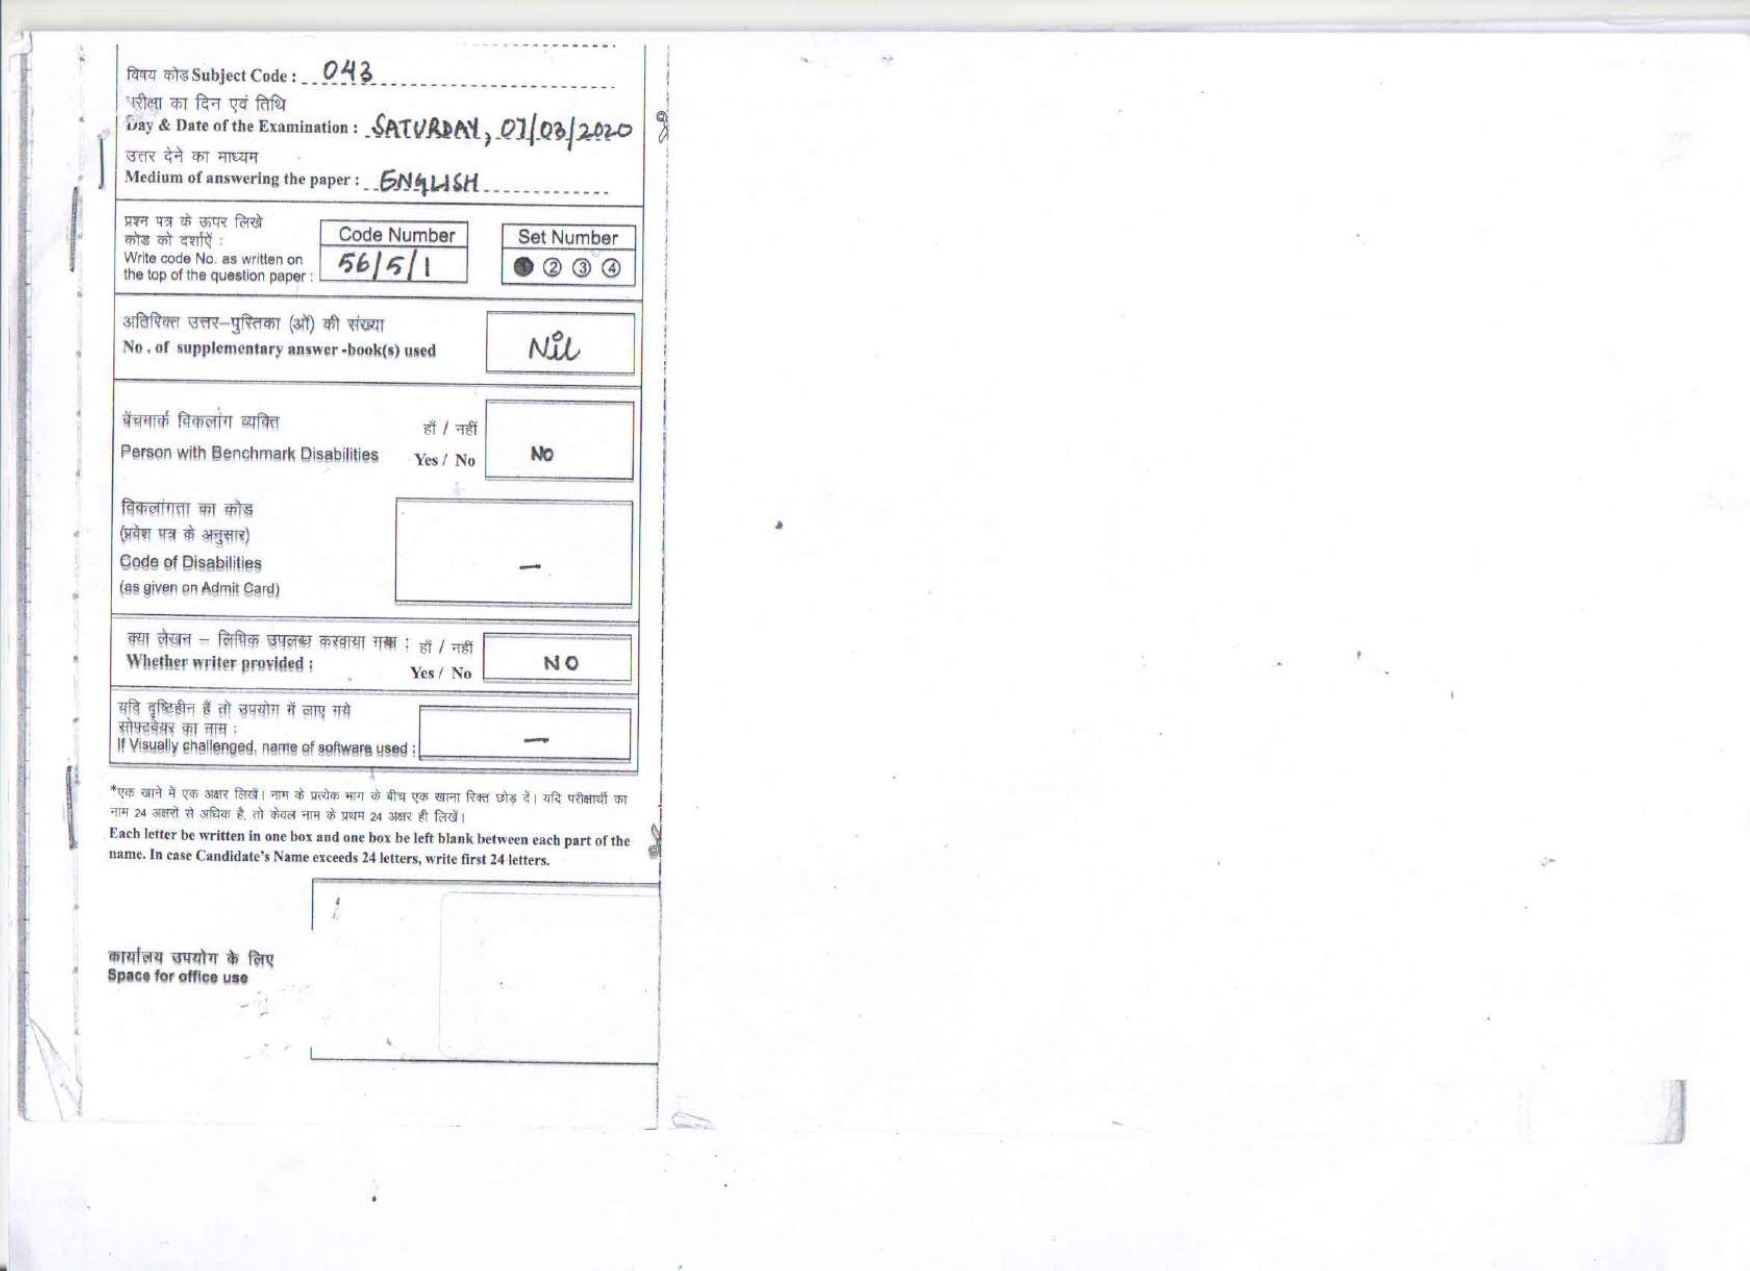 विषय कोड Subject Code : 043
परीक्षा का दिन एवं तिथि
Day & Date of the Examination : SATURDAY, 07/03/2020
उत्तर देने का माध्यम
Medium of answering the paper : ENGLISH
प्रश्न पत्र के ऊपर लिखे
कोड को दर्शाएँ :
Write code No. as written on
the top of the question paper :
Code Number
56/5/1
Set Number
① ② ③ ④
अतिरिक्त उत्तर-पुस्तिका (ओं) की संख्या
No. of supplementary answer -book(s) used
Nil
बेंचमार्क विकलांग व्यक्ति हाँ / नहीं
Person with Benchmark Disabilities Yes / No
No
विकलांगता का कोड
(प्रवेश पत्र के अनुसार)
Code of Disabilities
(as given on Admit Card)
—
क्या लेखन – लिपिक उपलब्ध करवाया गया : हाँ / नहीं
Whether writer provided : Yes / No
NO
यदि दृष्टिहीन हैं तो उपयोग में लाए गये
सोफ्टवेयर का नाम :
If Visually challenged, name of software used :
—
*एक खाने में एक अक्षर लिखें। नाम के प्रत्येक भाग के बीच एक खाना रिक्त छोड़ दें। यदि परीक्षार्थी का
नाम 24 अक्षरों से अधिक है, तो केवल नाम के प्रथम 24 अक्षर ही लिखें।
Each letter be written in one box and one box be left blank between each part of the
name. In case Candidate's Name exceeds 24 letters, write first 24 letters.
कार्यालय उपयोग के लिए
Space for office use